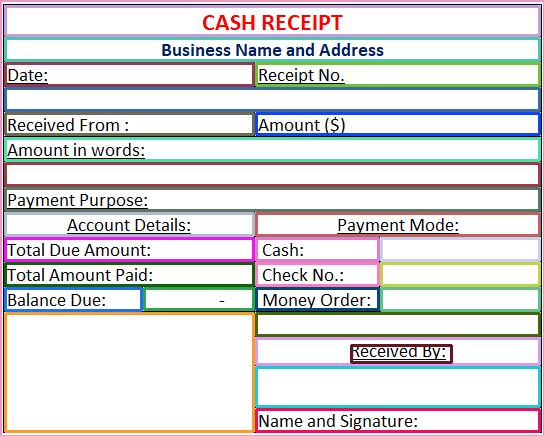 CASH RECEIPT
Business Name and Address
Date: Receipt No.
Received From : Amount ($)
Amount in words:
Payment Purpose:
Account Details: Payment Mode:
Total Due Amount: Cash:
Total Amount Paid: Check No.:
Balance Due: - Money Order:
Received By:
Name and Signature: